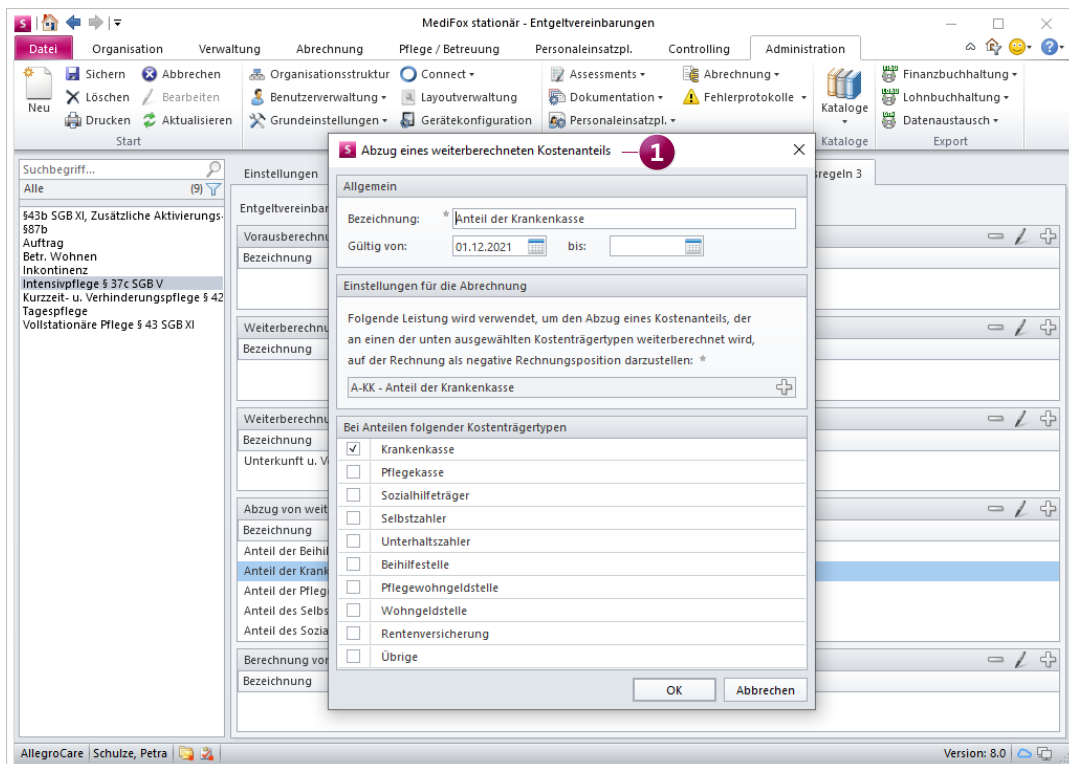 S
MediFox stationär - Entgeltvereinbarungen
Datei Organisation Verwaltung Abrechnung Pflege / Betreuung Personaleinsatzpl. Controlling Administration
Neu
Sichern
Abbrechen
Löschen
Bearbeiten
Drucken
Aktualisieren
Start
Organisationsstruktur
Benutzerverwaltung
Grundeinstellungen
Connect
Layoutverwaltung
Gerätekonfiguration
Assessments
Dokumentation
Personaleinsatzpl.
Abrechnung
Fehlerprotokolle
Kataloge
Kataloge
Finanzbuchhaltung
Lohnbuchhaltung
Datenaustausch
Export
Suchbegriff...
Alle (9)
§43b SGB XI, Zusätzliche Aktivierungs-
§87b
Auftrag
Betr. Wohnen
Inkontinenz
Intensivpflege § 37c SGB V
Kurzzeit- u. Verhinderungspflege § 42
Tagespflege
Vollstationäre Pflege § 43 SGB XI
Einstellungen
sregeln 3
Entgeltvereinbar
Vorausberechnu
Bezeichnung
Weiterberechnu
Bezeichnung
Weiterberechnu
Bezeichnung
Unterkunft u. V
Abzug von weit
Bezeichnung
Anteil der Beihil
Anteil der Krank
Anteil der Pfleg
Anteil des Selbs
Anteil des Sozia
Berechnung vor
Bezeichnung
S Abzug eines weiterberechneten Kostenanteils 1
Allgemein
Bezeichnung: * Anteil der Krankenkasse
Gültig von: 01.12.2021 bis:
Einstellungen für die Abrechnung
Folgende Leistung wird verwendet, um den Abzug eines Kostenanteils, der
an einen der unten ausgewählten Kostenträgertypen weiterberechnet wird,
auf der Rechnung als negative Rechnungsposition darzustellen: *
A-KK - Anteil der Krankenkasse
Bei Anteilen folgender Kostenträgertypen
Krankenkasse
Pflegekasse
Sozialhilfeträger
Selbstzahler
Unterhaltszahler
Beihilfestelle
Pflegewohngeldstelle
Wohngeldstelle
Rentenversicherung
Übrige
OK Abbrechen
AllegroCare Schulze, Petra Version: 8.0